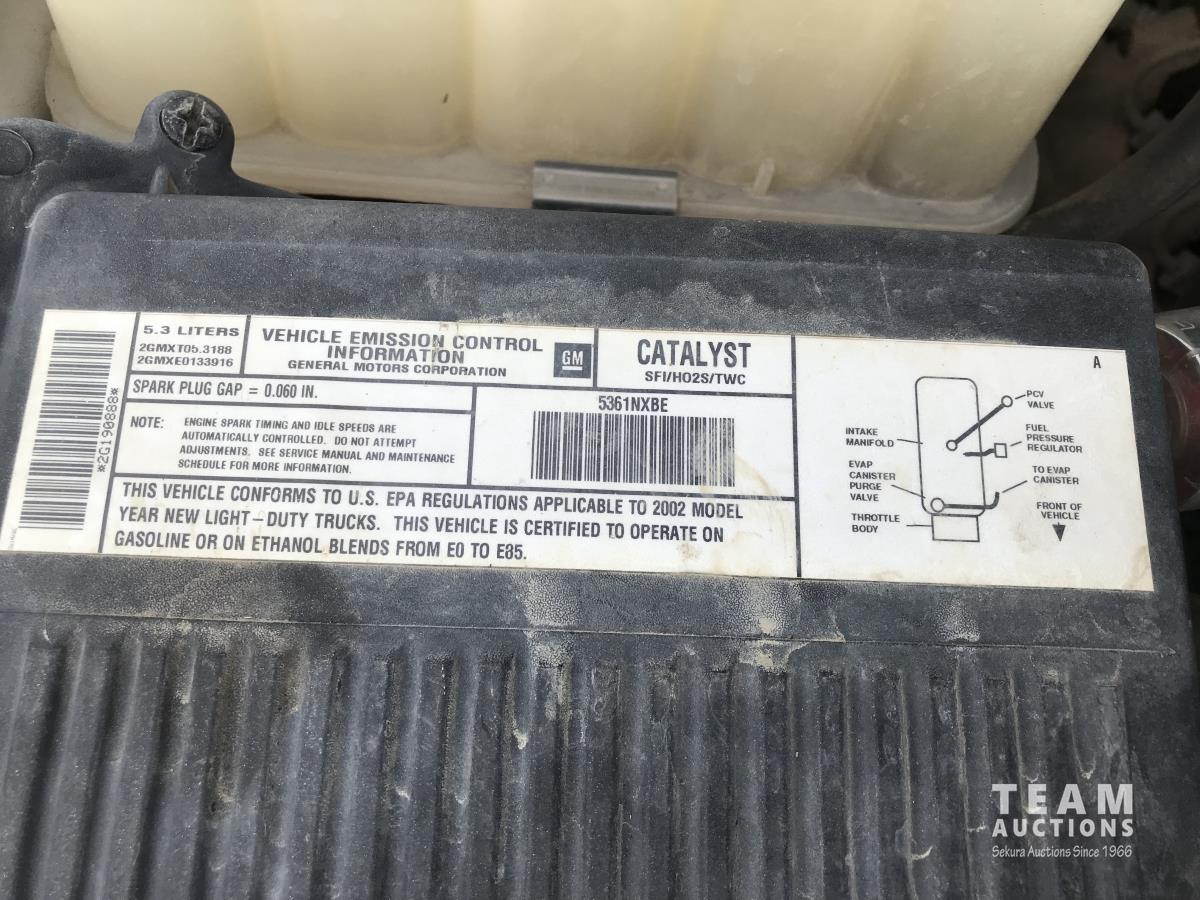 *2G190888*
5.3 LITERS
2GMXT05.3188
2GMXE0133916
VEHICLE EMISSION CONTROL
INFORMATION
GENERAL MOTORS CORPORATION
GM
CATALYST
SFI/HO2S/TWC
SPARK PLUG GAP = 0.060 IN.
NOTE: ENGINE SPARK TIMING AND IDLE SPEEDS ARE
AUTOMATICALLY CONTROLLED. DO NOT ATTEMPT
ADJUSTMENTS. SEE SERVICE MANUAL AND MAINTENANCE
SCHEDULE FOR MORE INFORMATION.
5361NXBE
THIS VEHICLE CONFORMS TO U.S. EPA REGULATIONS APPLICABLE TO 2002 MODEL
YEAR NEW LIGHT-DUTY TRUCKS. THIS VEHICLE IS CERTIFIED TO OPERATE ON
GASOLINE OR ON ETHANOL BLENDS FROM E0 TO E85.
A
PCV
VALVE
INTAKE
MANIFOLD
FUEL
PRESSURE
REGULATOR
EVAP
CANISTER
PURGE
VALVE
TO EVAP
CANISTER
THROTTLE
BODY
FRONT OF
VEHICLE
TEAM
AUCTIONS
Sekura Auctions Since 1966